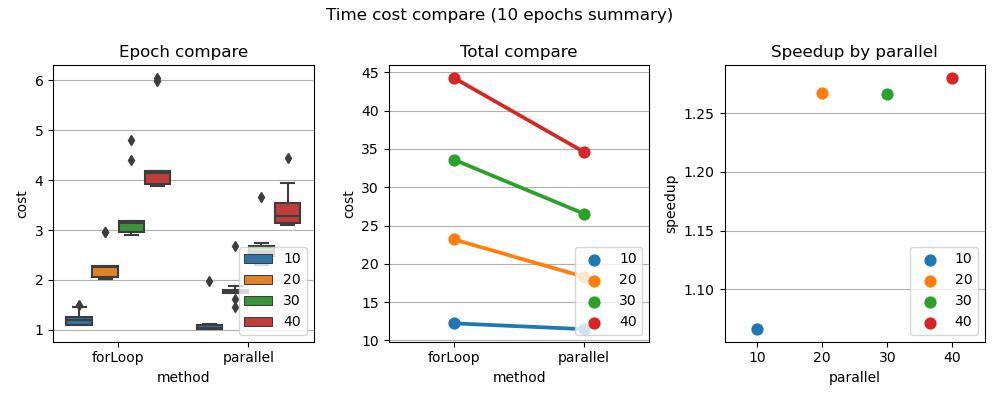 Time cost compare (10 epochs summary)
Epoch compare
6
5
4
3
2
1
cost
forLoop
parallel
method
10
20
30
40
Total compare
45
40
35
30
25
20
15
10
cost
forLoop
parallel
method
10
20
30
40
Speedup by parallel
1.25
1.20
1.15
1.10
speedup
10
20
30
40
parallel
10
20
30
40